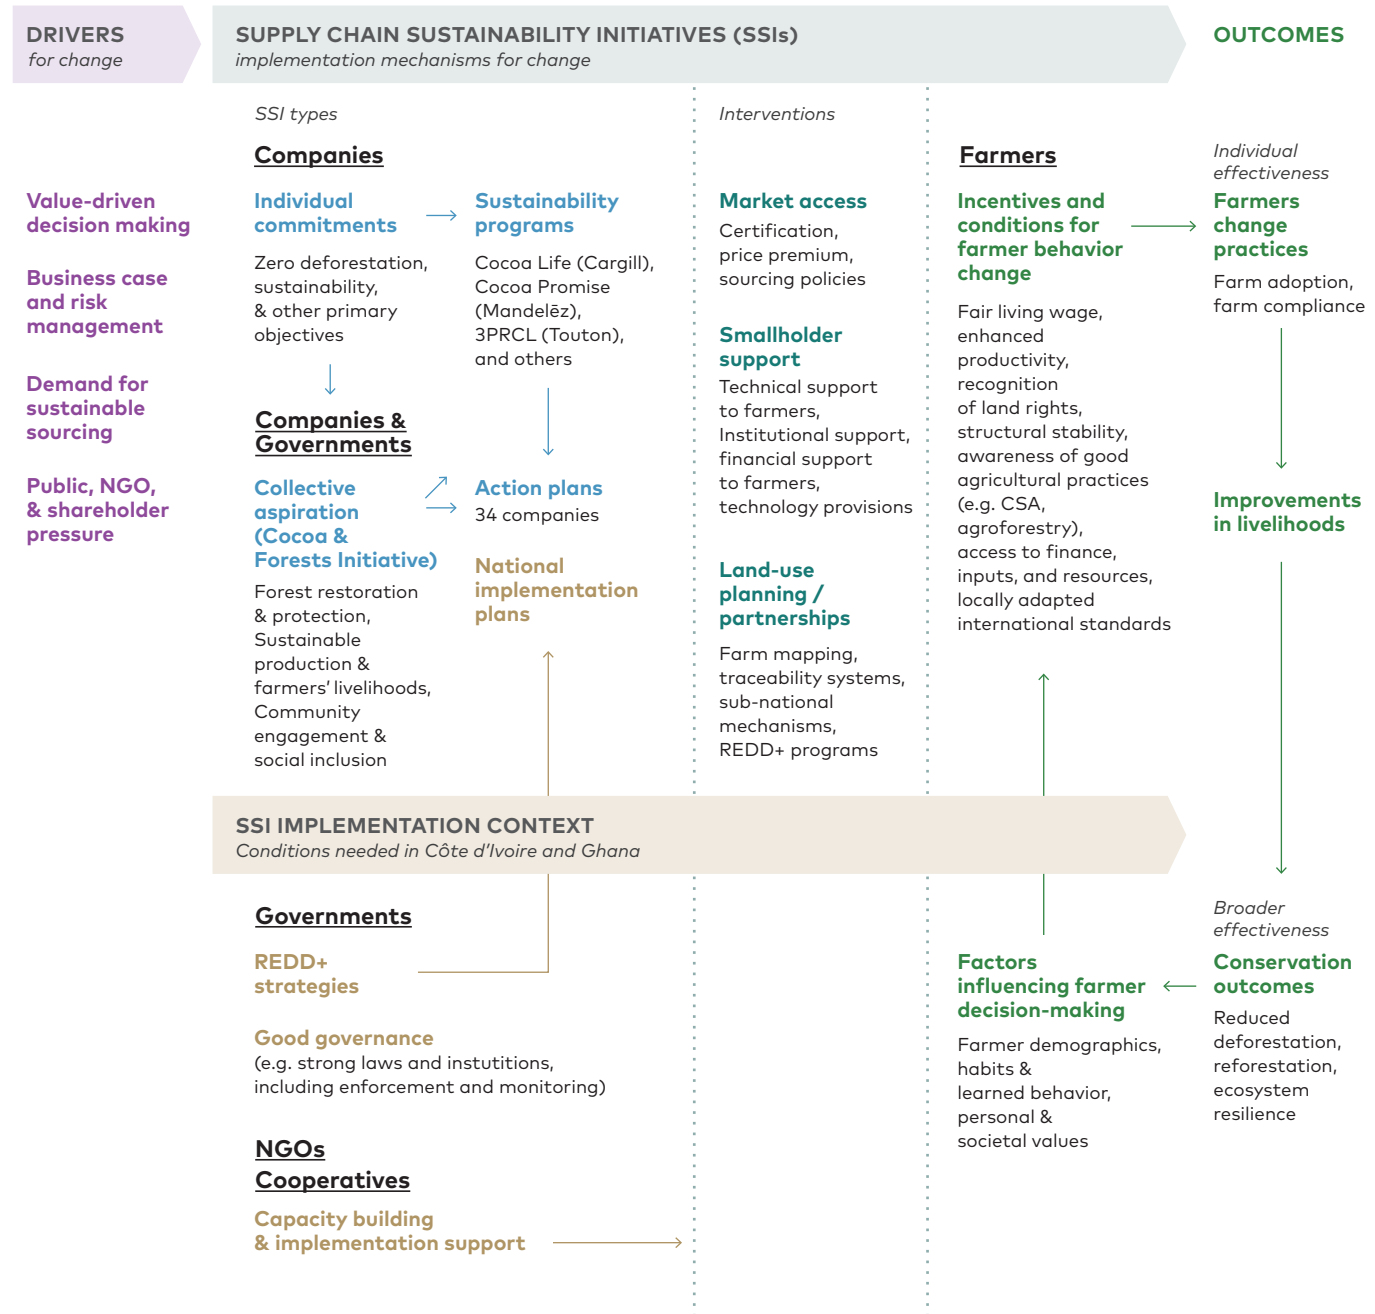 DRIVERS
for change
SUPPLY CHAIN SUSTAINABILITY INITIATIVES (SSIs)
implementation mechanisms for change
OUTCOMES
Value-driven
decision making
Business case
and risk
management
Demand for
sustainable
sourcing
Public, NGO,
& shareholder
pressure
SSI types
Companies
Individual
commitments
Zero deforestation,
sustainability,
& other primary
objectives
Sustainability
programs
Cocoa Life (Cargill),
Cocoa Promise
(Mandelēz),
3PRCL (Touton),
and others
Companies &
Governments
Collective
aspiration
(Cocoa &
Forests Initiative)
Forest restoration
& protection,
Sustainable
production &
farmers' livelihoods,
Community
engagement &
social inclusion
Action plans
34 companies
National
implementation
plans
Interventions
Market access
Certification,
price premium,
sourcing policies
Smallholder
support
Technical support
to farmers,
Institutional support,
financial support
to farmers,
technology provisions
Land-use
planning /
partnerships
Farm mapping,
traceability systems,
sub-national
mechanisms,
REDD+ programs
Farmers
Incentives and
conditions for
farmer behavior
change
Fair living wage,
enhanced
productivity,
recognition
of land rights,
structural stability,
awareness of good
agricultural practices
(e.g. CSA,
agroforestry),
access to finance,
inputs, and resources,
locally adapted
international standards
Individual
effectiveness
Farmers
change
practices
Farm adoption,
farm compliance
Improvements
in livelihoods
SSI IMPLEMENTATION CONTEXT
Conditions needed in Côte d'Ivoire and Ghana
Governments
REDD+
strategies
Good governance
(e.g. strong laws and instutitions,
including enforcement and monitoring)
NGOs
Cooperatives
Capacity building
& implementation support
Factors
influencing farmer
decision-making
Farmer demographics,
habits &
learned behavior,
personal &
societal values
Broader
effectiveness
Conservation
outcomes
Reduced
deforestation,
reforestation,
ecosystem
resilience